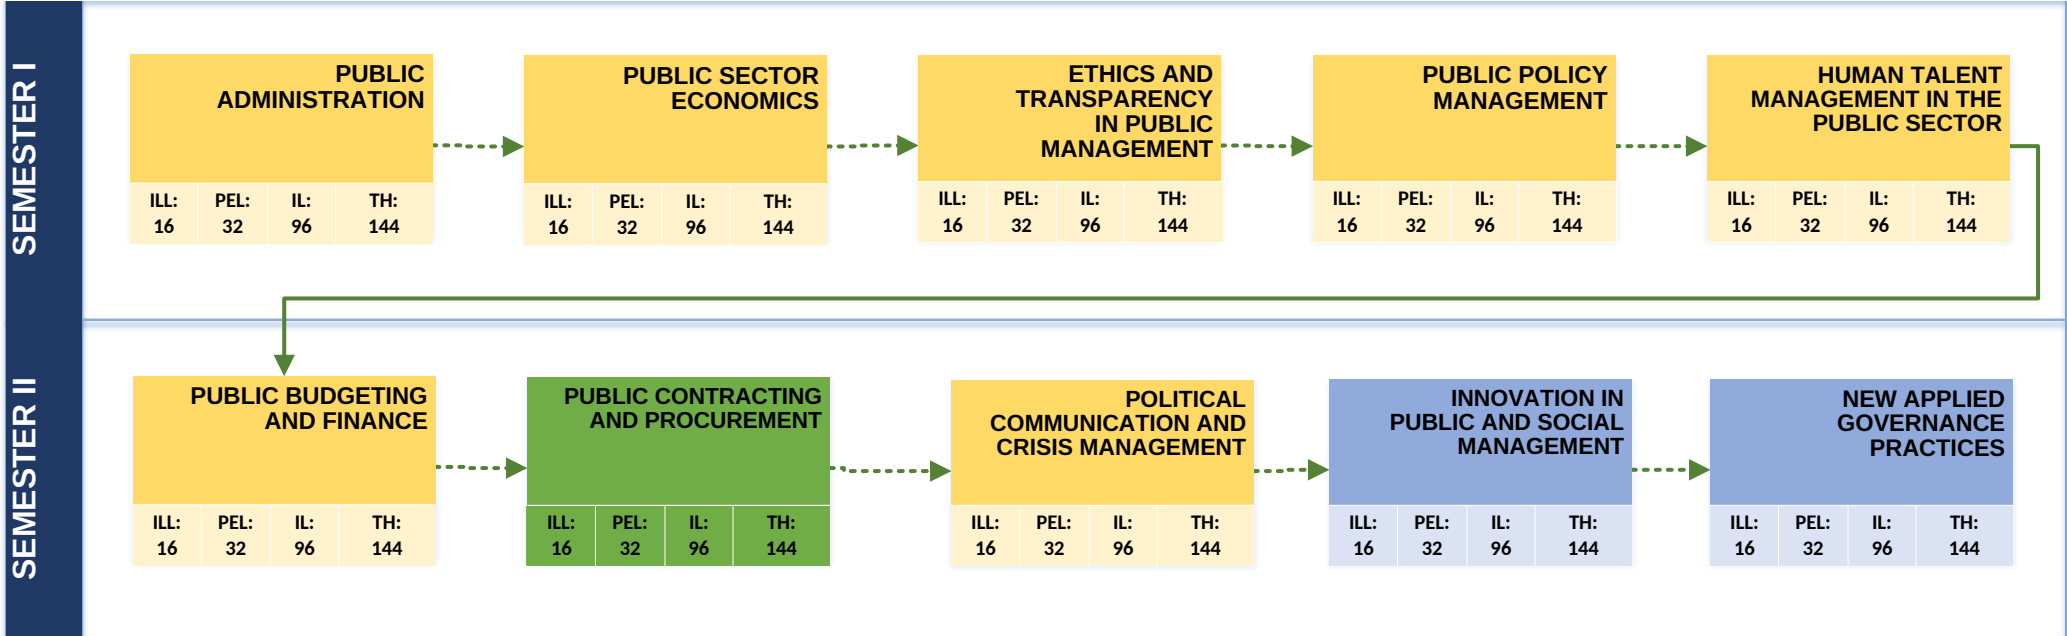 SEMESTER I
PUBLIC
ADMINISTRATION
ILL: PEL: IL: TH:
16 32 96 144
PUBLIC SECTOR
ECONOMICS
ILL: PEL: IL: TH:
16 32 96 144
ETHICS AND
TRANSPARENCY
IN PUBLIC
MANAGEMENT
ILL: PEL: IL: TH:
16 32 96 144
PUBLIC POLICY
MANAGEMENT
ILL: PEL: IL: TH:
16 32 96 144
HUMAN TALENT
MANAGEMENT IN THE
PUBLIC SECTOR
ILL: PEL: IL: TH:
16 32 96 144
SEMESTER II
PUBLIC BUDGETING
AND FINANCE
ILL: PEL: IL: TH:
16 32 96 144
PUBLIC CONTRACTING
AND PROCUREMENT
ILL: PEL: IL: TH:
16 32 96 144
POLITICAL
COMMUNICATION AND
CRISIS MANAGEMENT
ILL: PEL: IL: TH:
16 32 96 144
INNOVATION IN
PUBLIC AND SOCIAL
MANAGEMENT
ILL: PEL: IL: TH:
16 32 96 144
NEW APPLIED
GOVERNANCE
PRACTICES
ILL: PEL: IL: TH:
16 32 96 144